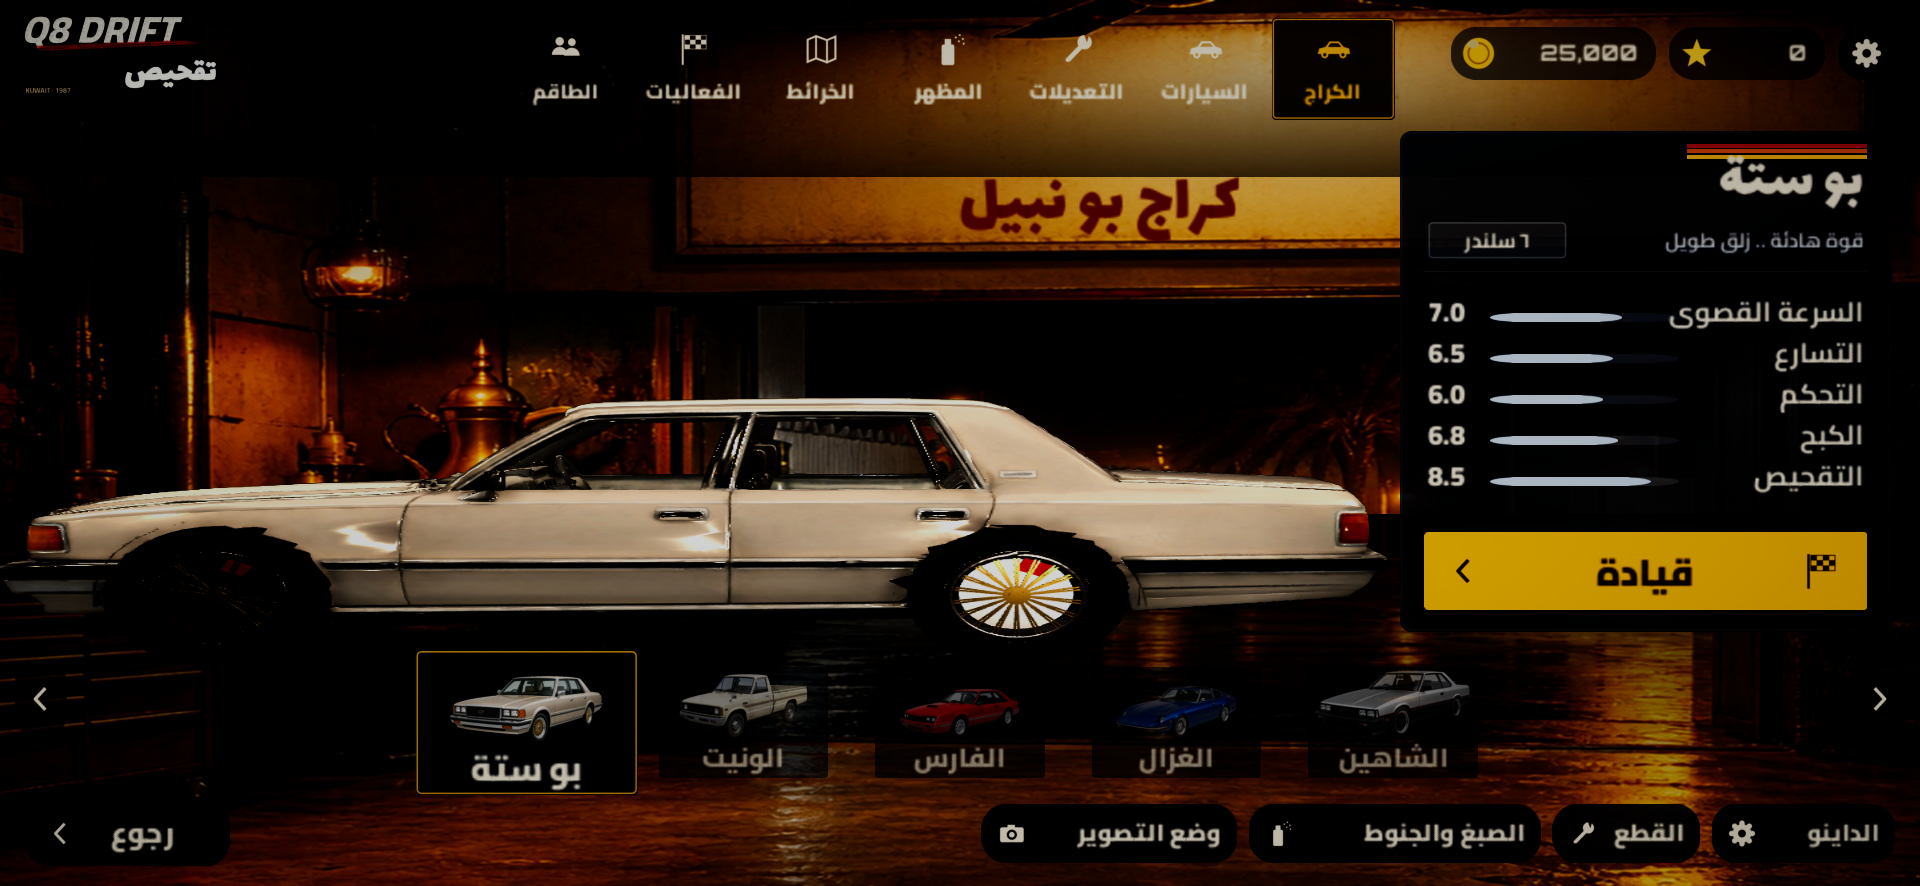 Q8 DRIFT
تقحيص
KUWAIT · 1987
الكراج
السيارات
التعديلات
المظهر
الخرائط
الفعاليات
الطاقم
25,000
0
كراج بو نبيل
بو ستة
قوة هادئة .. زلق طويل
٦ سلندر
السرعة القصوى 7.0
التسارع 6.5
التحكم 6.0
الكبح 6.8
التقحيص 8.5
قيادة
بو ستة
الونيت
الفارس
الغزال
الشاهين
رجوع
وضع التصوير
الصبغ والجنوط
القطع
الداينو